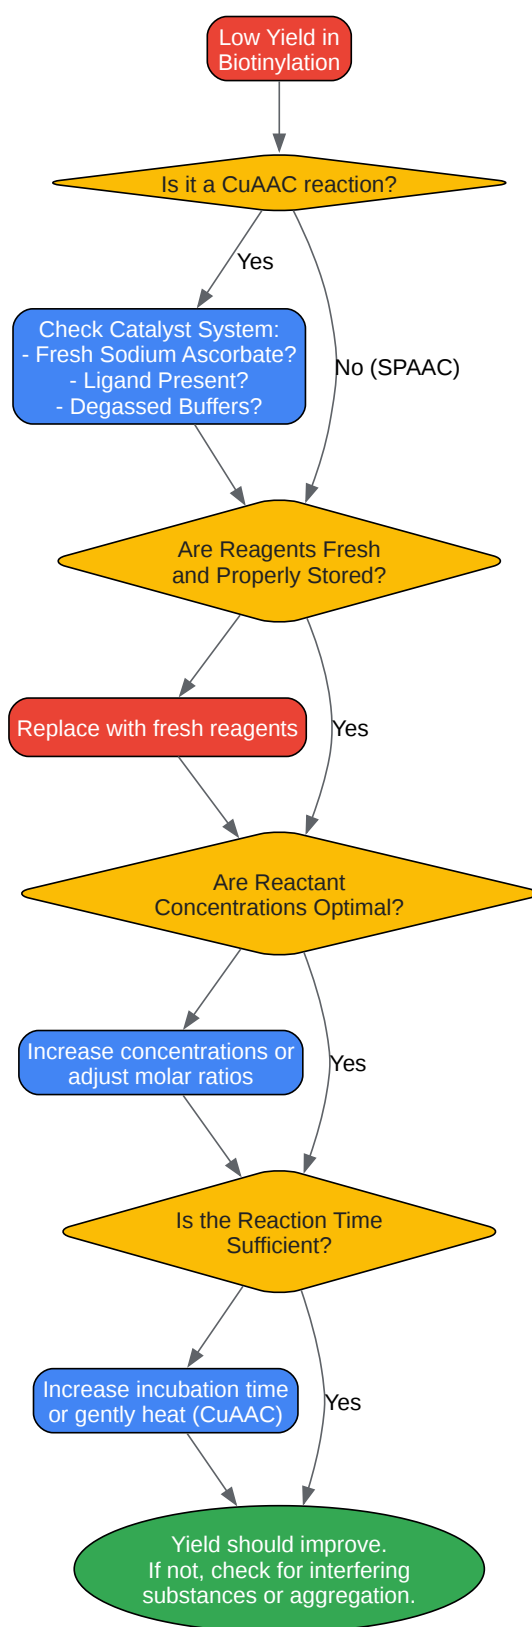 Low Yield in
Biotinylation
Is it a CuAAC reaction?
Yes
Check Catalyst System:
- Fresh Sodium Ascorbate?
- Ligand Present?
- Degassed Buffers?
No (SPAAC)
Are Reagents Fresh
and Properly Stored?
Replace with fresh reagents
Yes
Are Reactant
Concentrations Optimal?
Increase concentrations or
adjust molar ratios
Yes
Is the Reaction Time
Sufficient?
Increase incubation time
or gently heat (CuAAC)
Yes
Yield should improve.
If not, check for interfering
substances or aggregation.